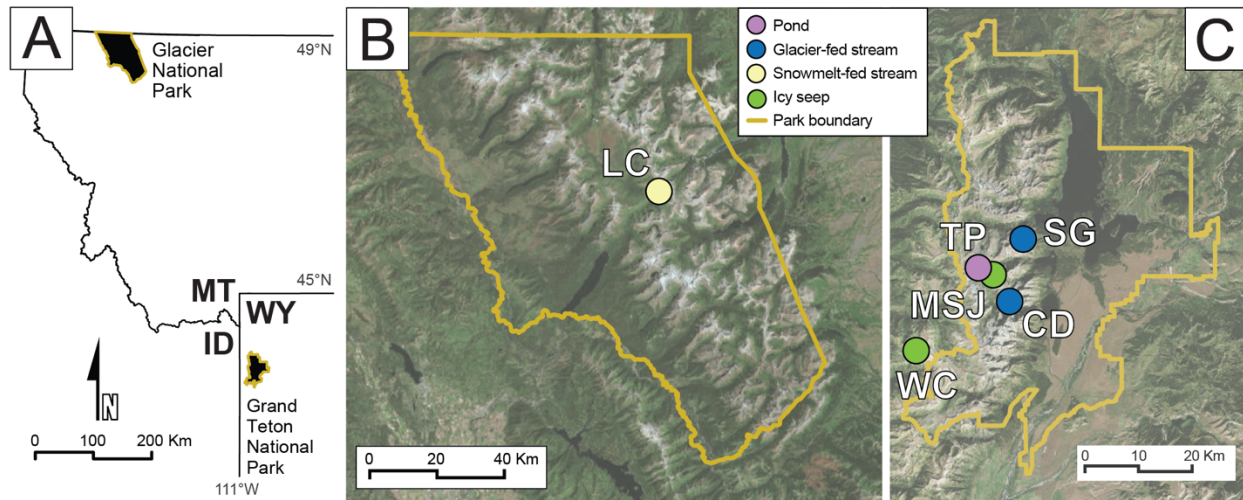 A
Glacier
National
Park
49°N
45°N
MT
WY
ID
N
Grand
Teton
National
Park
0 100 200 Km
111°W
B
LC
0 20 40 Km
Pond
Glacier-fed stream
Snowmelt-fed stream
Icy seep
Park boundary
C
SG
TP
MSJ
CD
WC
0 10 20 Km